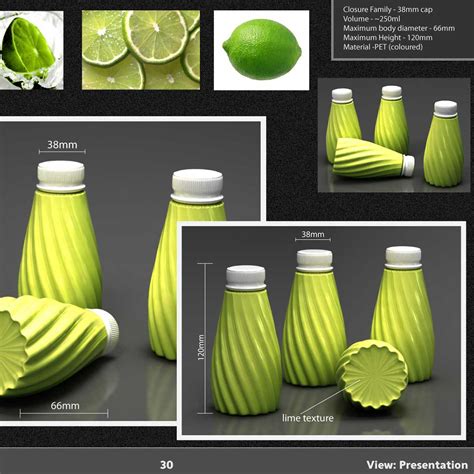 Closure Family - 38mm cap
Volume - ~250ml
Maximum body diameter - 66mm
Maximum Height - 120mm
Material -PET (coloured)
38mm
66mm
38mm
120mm
lime texture
30
View: Presentation